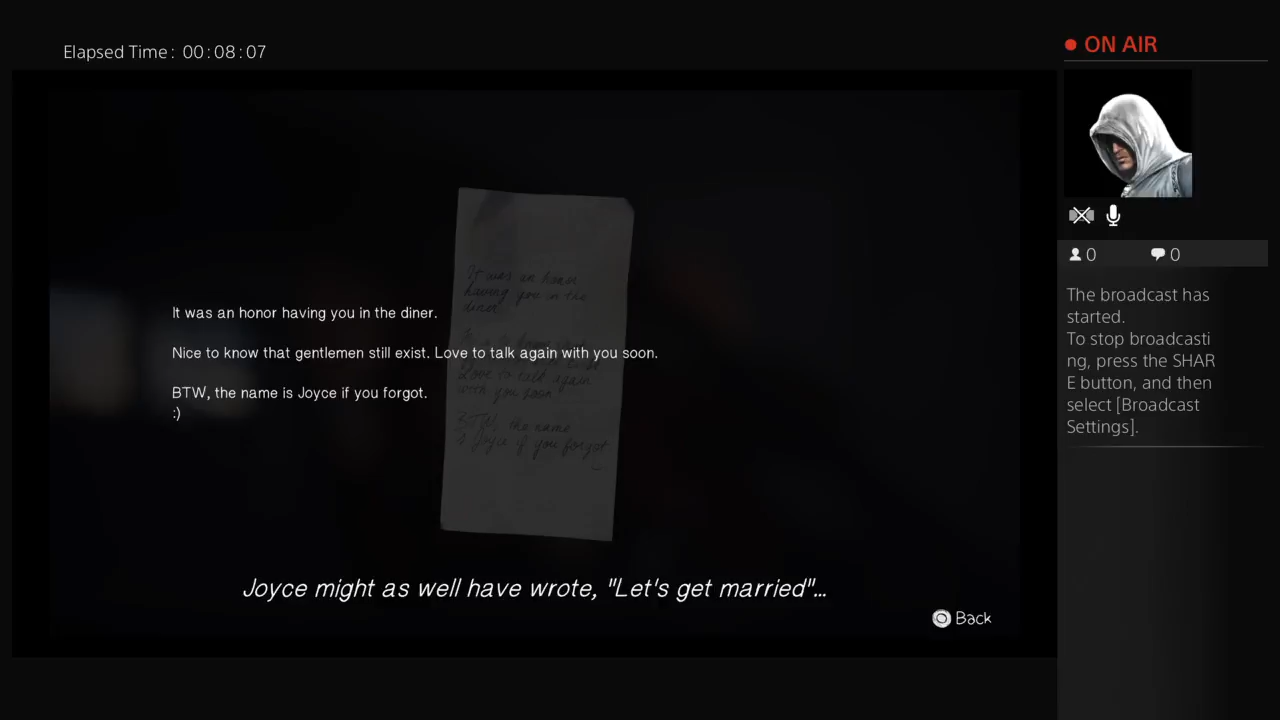 Elapsed Time: 00:08:07
ON AIR
0
0
The broadcast has
started.
To stop broadcasti
ng, press the SHAR
E button, and then
select [Broadcast
Settings].
It was an honor
having you in the
diner.
Love to talk again
with you soon
BTW, the name
is Joyce if you forgot
It was an honor having you in the diner.
Nice to know that gentlemen still exist. Love to talk again with you soon.
BTW, the name is Joyce if you forgot.
:)
Joyce might as well have wrote, "Let's get married"...
Back